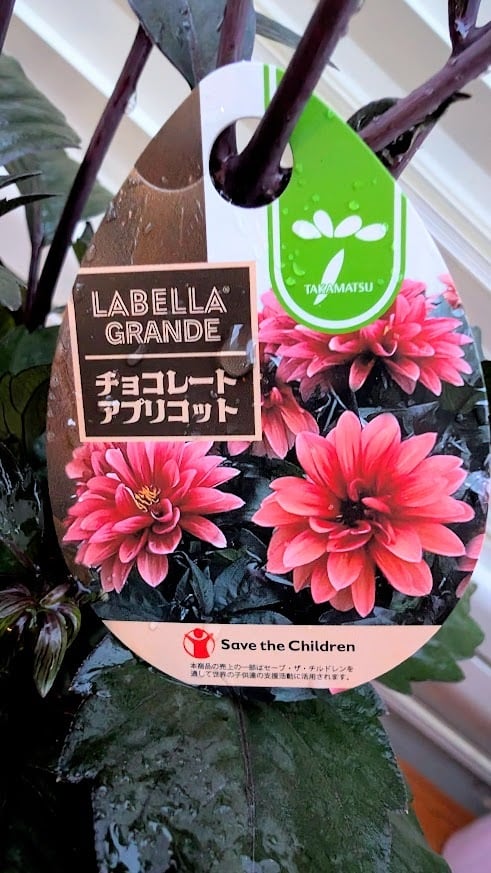 TAKAMATSU
LABELLA®
GRANDE
チョコレート
アプリコット
Save the Children
本商品の売上の一部はセーブ・ザ・チルドレンを
通して世界の子供達の支援活動に活用されます。